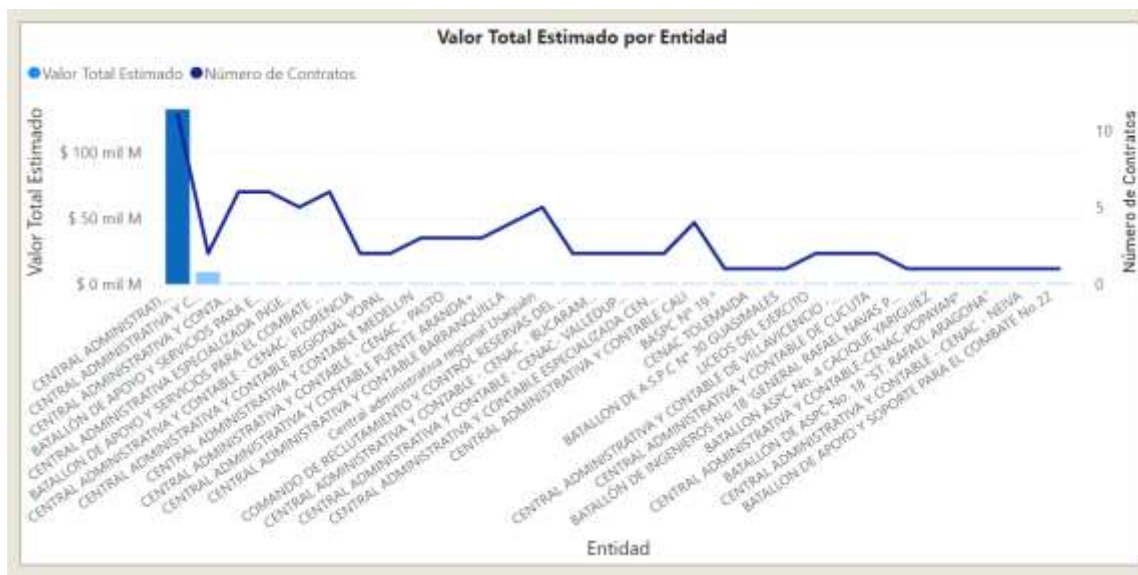 Valor Total Estimado por Entidad
Valor Total Estimado Número de Contratos
Valor Total Estimado
$ 100 mil M
$ 50 mil M
$ 0 mil M
10
5
0
Número de Contratos
CENTRAL ADMINISTRATI...
CENTRAL ADMINISTRATIVA Y C...
CENTRAL ADMINISTRATIVA Y CONTA...
BATALLÓN DE APOYO Y SERVICIOS PARA E...
CENTRAL ADMINISTRATIVA ESPECIALIZADA INGE...
BATALLON DE APOYO Y SERVICIOS PARA EL COMBATE...
CENTRAL ADMINISTRATIVA Y CONTABLE - CENAC- FLORENCIA
CENTRAL ADMINISTRATIVA Y CONTABLE REGIONAL YOPAL
CENTRAL ADMINISTRATIVA Y CONTABLE MEDELLIN
CENTRAL ADMINISTRATIVA Y CONTABLE - CENAC - PASTO
CENTRAL ADMINISTRATIVA Y CONTABLE PUENTE ARANDA*
CENTRAL ADMINISTRATIVA Y CONTABLE BARRANQUILLA
Central administrativa regional Usaquén
COMANDO DE RECLUTAMIENTO Y CONTROL RESERVAS DEL ...
CENTRAL ADMINISTRATIVA Y CONTABLE - CENAC - BUCARAM...
CENTRAL ADMINISTRATIVA Y CONTABLE - CENAC- VALLEDUP...
CENTRAL ADMINISTRATIVA Y CONTABLE ESPECIALIZADA CEN...
CENTRAL ADMINISTRATIVA Y CONTABLE CALI
BASPC N° 19.*
CENAC TOLEMAIDA
BATALLON DE A.S.P.C. N° 30 GUASIMALES
LICEOS DEL EJÉRCITO
CENTRAL ADMINISTRATIVA Y CONTABLE DE VILLAVICENCIO ...
CENTRAL ADMINISTRATIVA Y CONTABLE DE CUCUTA
BATALLÓN DE INGENIEROS No.18 "GENERAL RAFAEL NAVAS P...
BATALLON ASPC No. 4 CACIQUE YARIGUIEZ
CENTRAL ADMINISTRATIVA Y CONTABLE-CENAC-POPAYAN*
BATALLON DE ASPC No. 18 "ST. RAFAEL ARAGONA"
CENTRAL ADMINISTRATIVA Y CONTABLE - CENAC - NEIVA
BATALLON DE APOYO Y SOPORTE PARA EL COMBATE No.22
Entidad